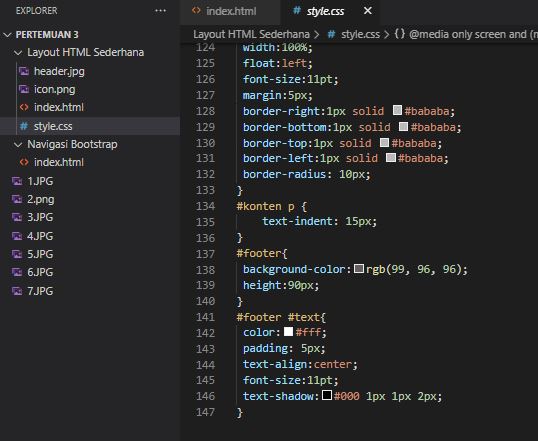 EXPLORER
PERTEMUAN 3
Layout HTML Sederhana
header.jpg
icon.png
index.html
style.css
Navigasi Bootstrap
index.html
1.JPG
2.png
3.JPG
4.JPG
5.JPG
6.JPG
7.JPG
index.html
style.css
Layout HTML Sederhana > style.css > {} @media only screen and (m
124 width:100%;
125 float:left;
126 font-size:11pt;
127 margin:5px;
128 border-right:1px solid #bababa;
129 border-bottom:1px solid #bababa;
130 border-top:1px solid #bababa;
131 border-left:1px solid #bababa;
132 border-radius: 10px;
133 }
134 #konten p {
135 text-indent: 15px;
136 }
137 #footer{
138 background-color:rgb(99, 96, 96);
139 height:90px;
140 }
141 #footer #text{
142 color:#fff;
143 padding: 5px;
144 text-align:center;
145 font-size:11pt;
146 text-shadow:#000 1px 1px 2px;
147 }